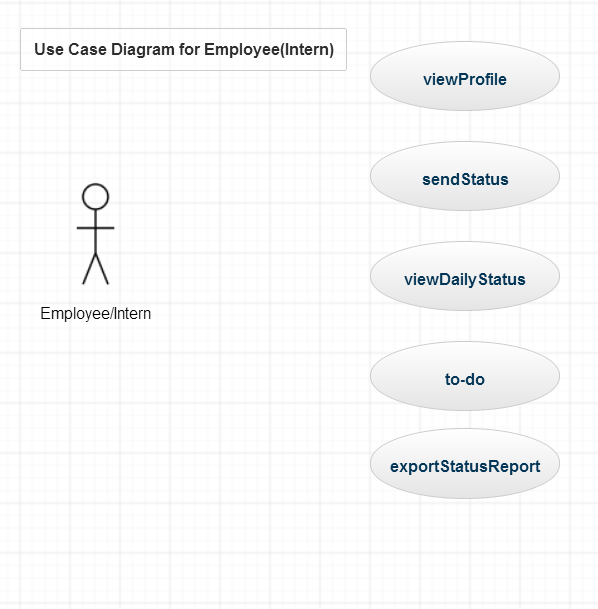 Use Case Diagram for Employee(Intern)
viewProfile
sendStatus
viewDailyStatus
Employee/Intern
to-do
exportStatusReport